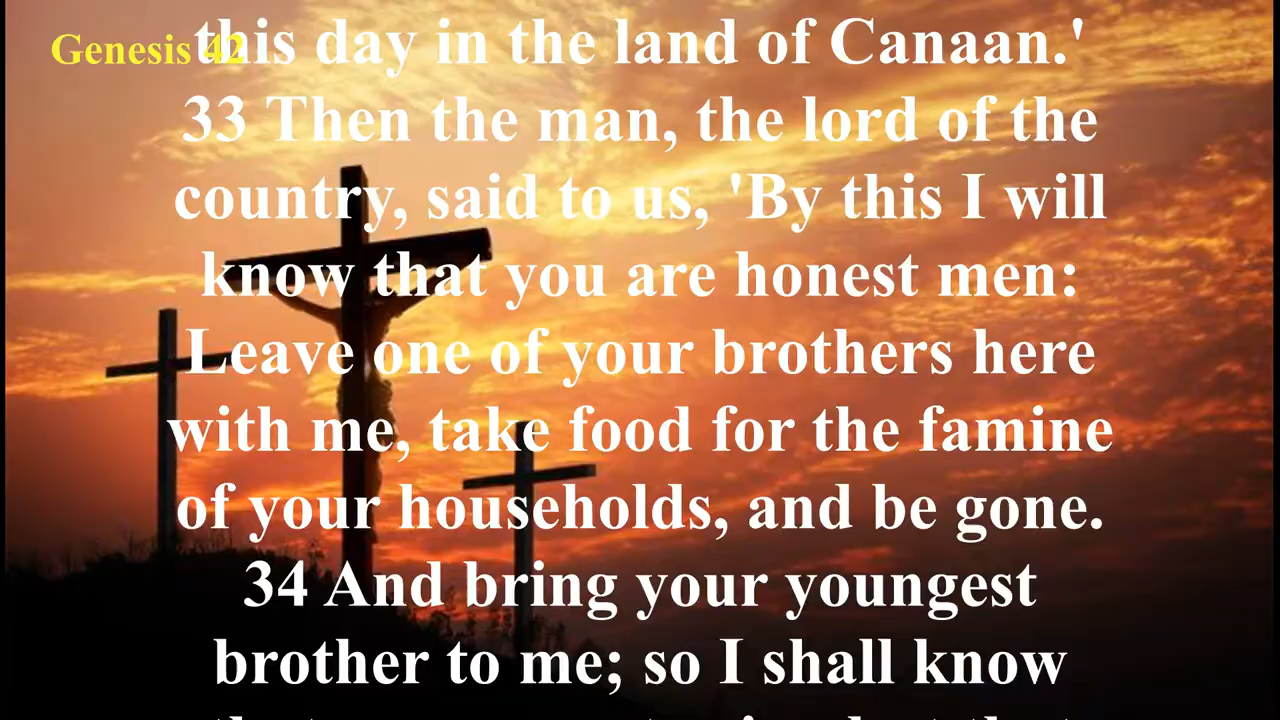 Genesis 42
this day in the land of Canaan.'
33 Then the man, the lord of the
country, said to us, 'By this I will
know that you are honest men:
Leave one of your brothers here
with me, take food for the famine
of your households, and be gone.
34 And bring your youngest
brother to me; so I shall know